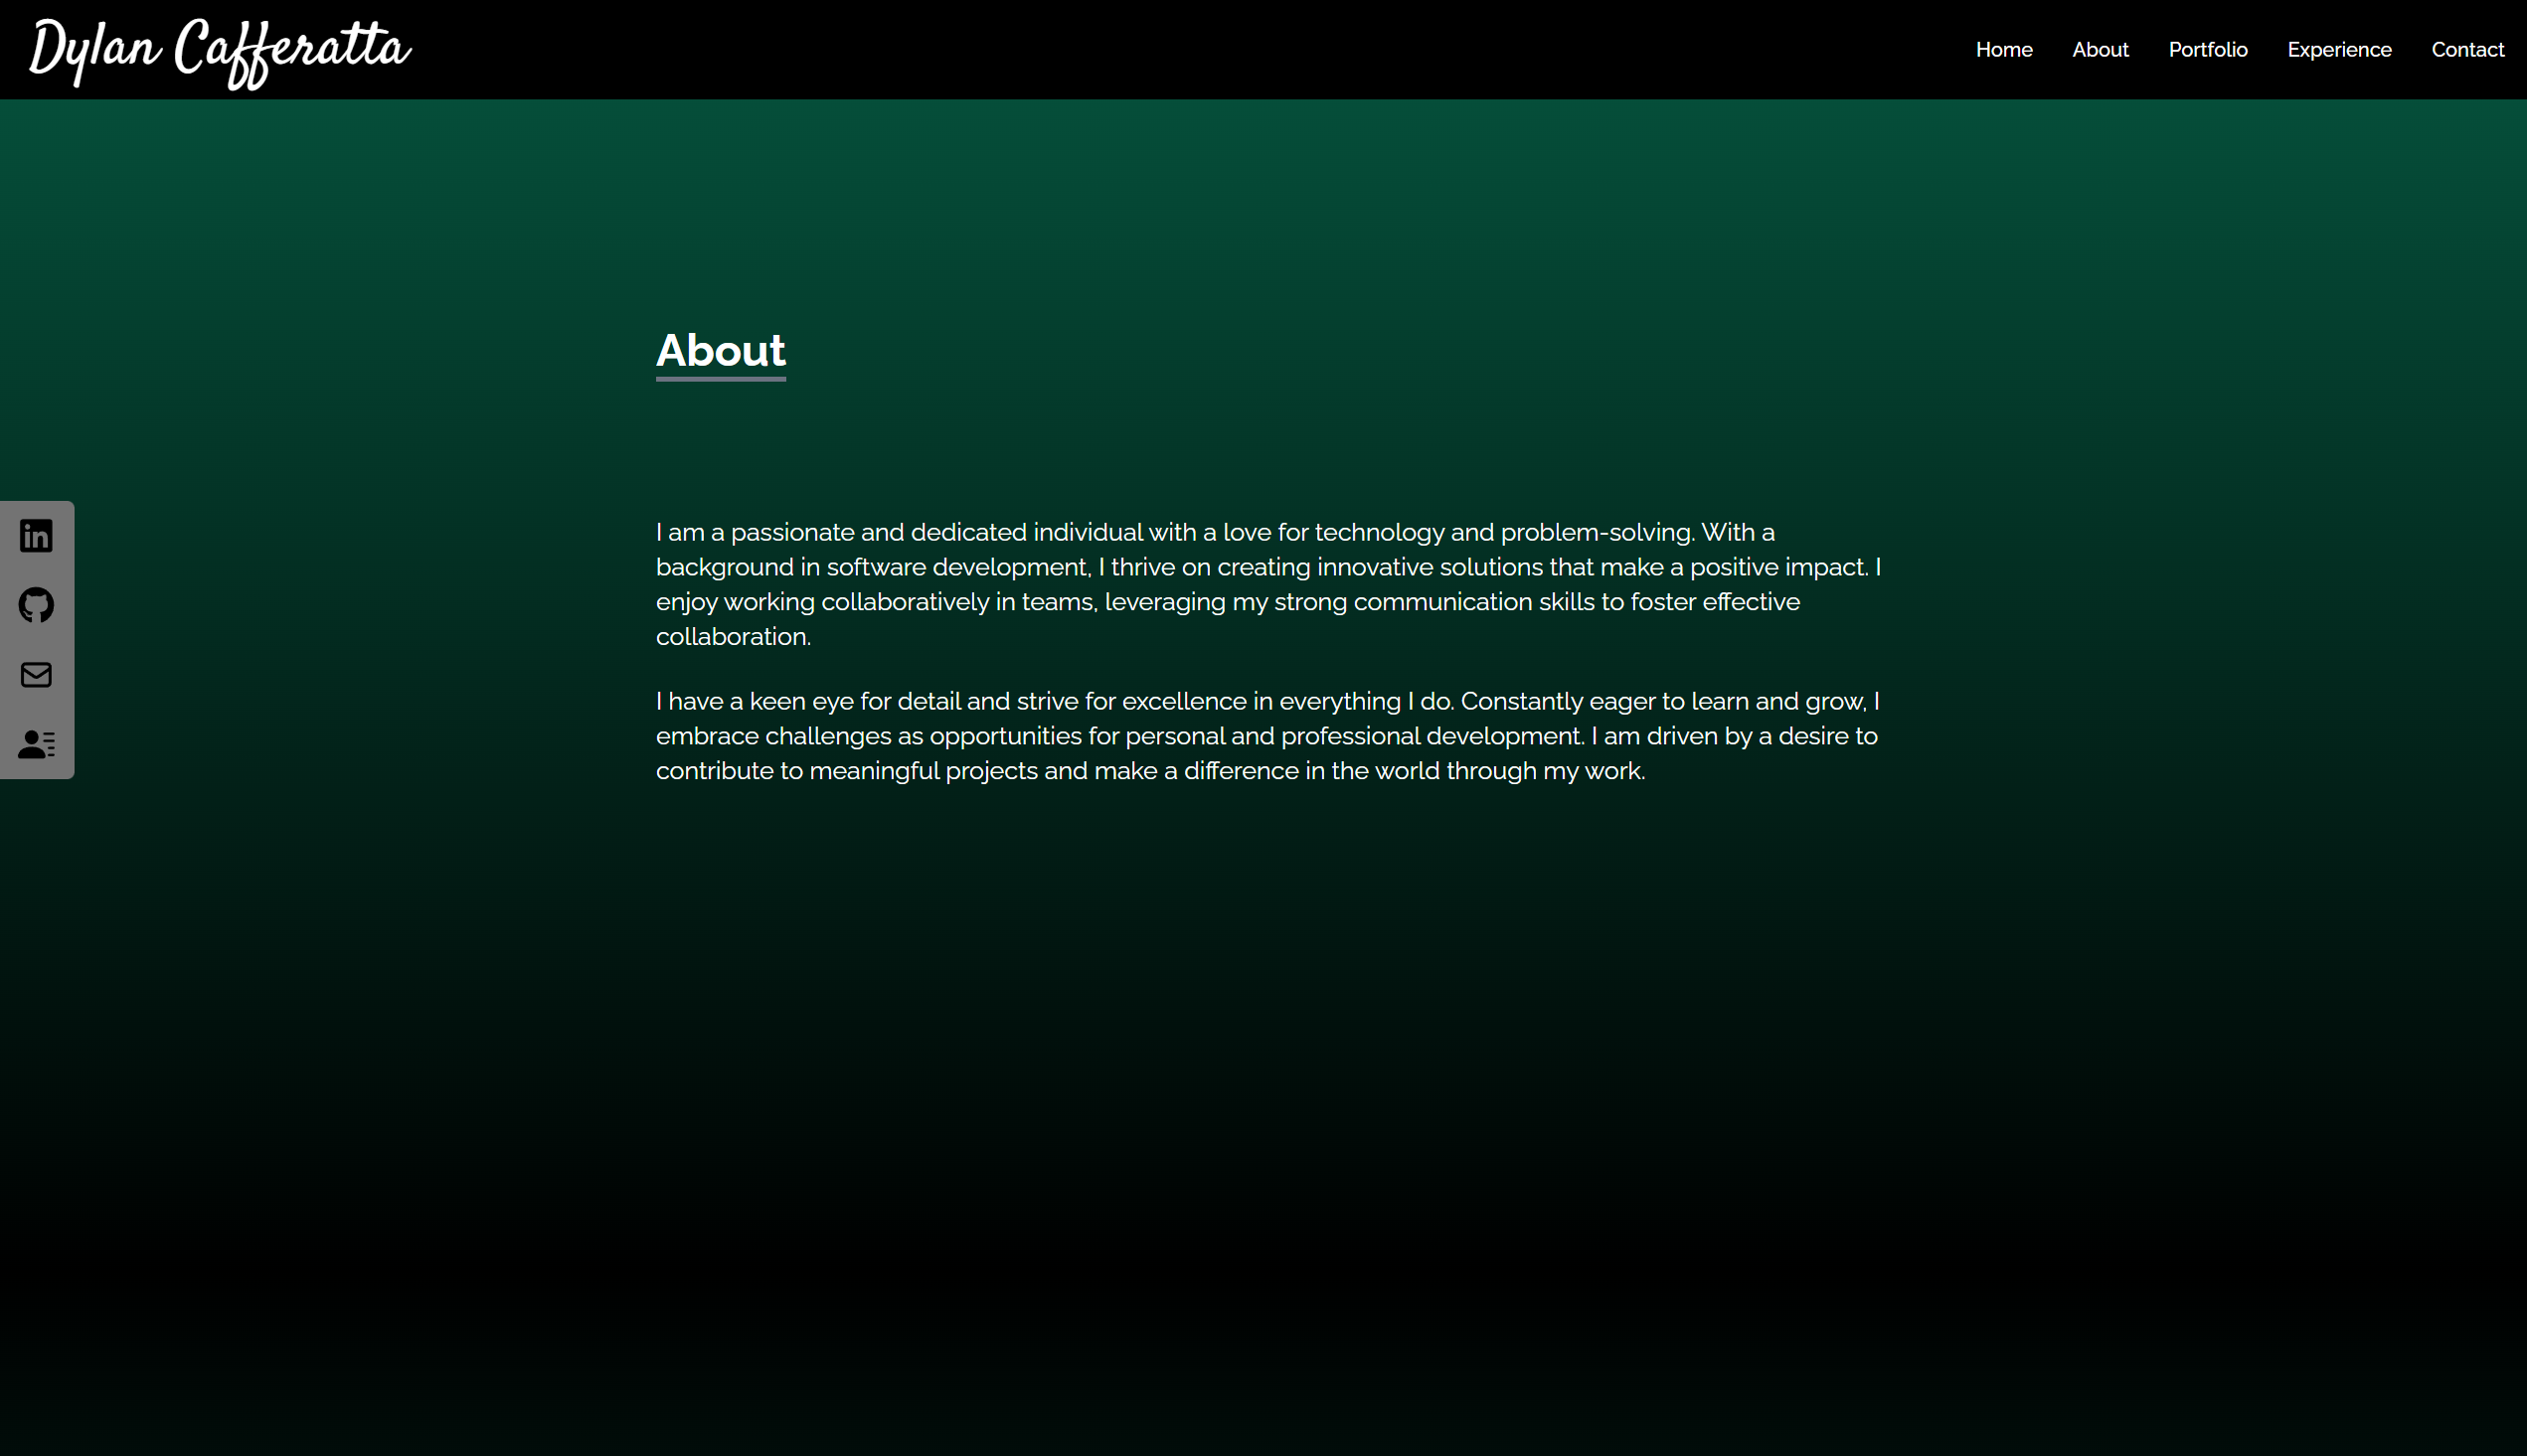 Dylan Cafferatta
Home About Portfolio Experience Contact
About
I am a passionate and dedicated individual with a love for technology and problem-solving. With a
background in software development, I thrive on creating innovative solutions that make a positive impact. I
enjoy working collaboratively in teams, leveraging my strong communication skills to foster effective
collaboration.
I have a keen eye for detail and strive for excellence in everything I do. Constantly eager to learn and grow, I
embrace challenges as opportunities for personal and professional development. I am driven by a desire to
contribute to meaningful projects and make a difference in the world through my work.
in